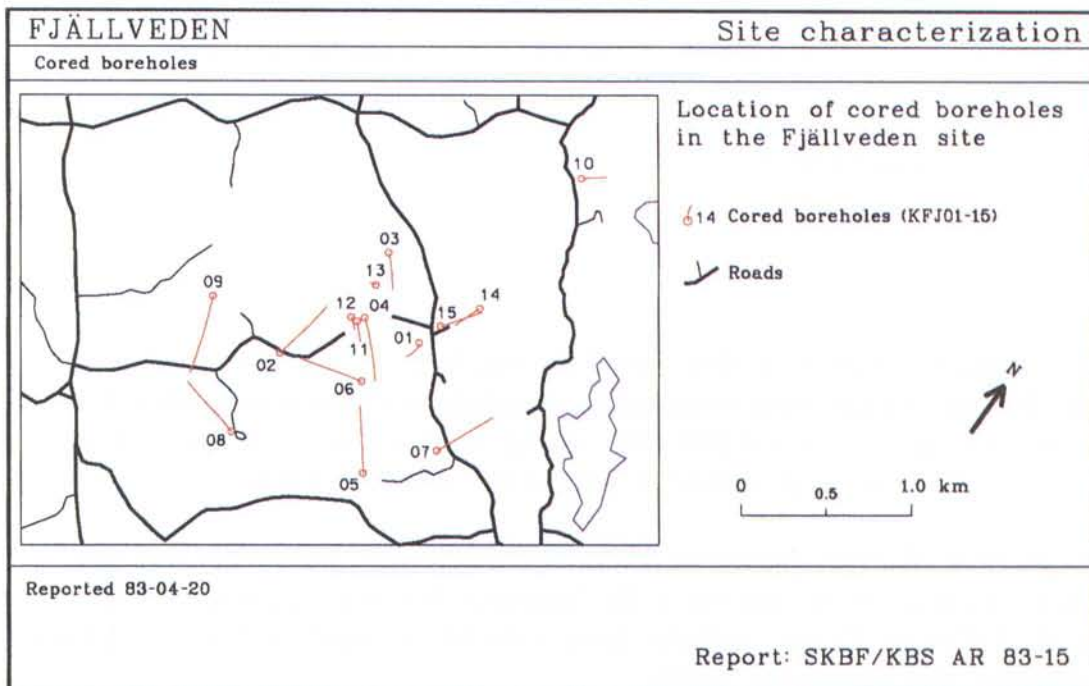 FJÄLLVEDEN
Site characterization
Cored boreholes
Location of cored boreholes
in the Fjällveden site
10
14 Cored boreholes (KFJ01-15)
03
13
Roads
09
12
04
15
14
01
11
02
06
N
08
07
05
0
0.5
1.0 km
Reported 83-04-20
Report: SKBF/KBS AR 83-15